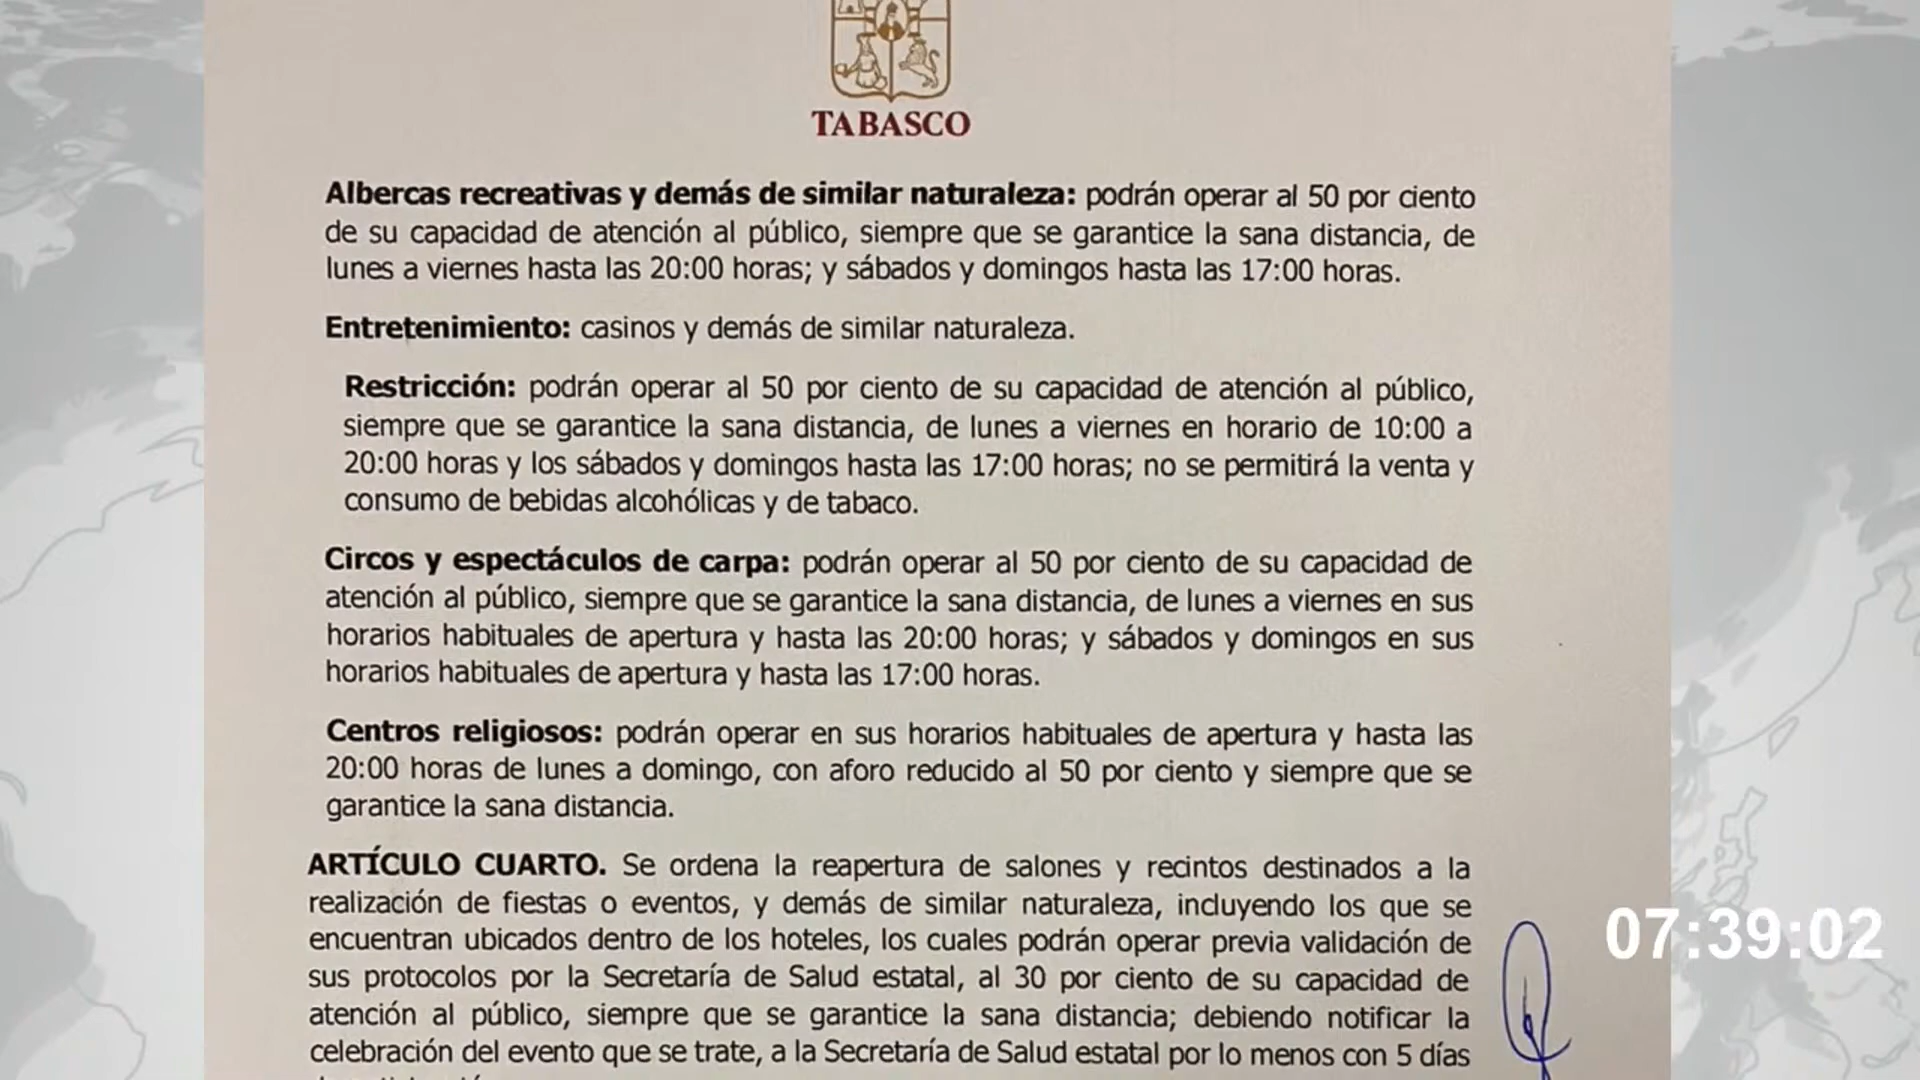 TABASCO
Albercas recreativas y demás de similar naturaleza: podrán operar al 50 por ciento
de su capacidad de atención al público, siempre que se garantice la sana distancia, de
lunes a viernes hasta las 20:00 horas; y sábados y domingos hasta las 17:00 horas.
Entretenimiento: casinos y demás de similar naturaleza.
Restricción: podrán operar al 50 por ciento de su capacidad de atención al público,
siempre que se garantice la sana distancia, de lunes a viernes en horario de 10:00 a
20:00 horas y los sábados y domingos hasta las 17:00 horas; no se permitirá la venta y
consumo de bebidas alcohólicas y de tabaco.
Circos y espectáculos de carpa: podrán operar al 50 por ciento de su capacidad de
atención al público, siempre que se garantice la sana distancia, de lunes a viernes en sus
horarios habituales de apertura y hasta las 20:00 horas; y sábados y domingos en sus
horarios habituales de apertura y hasta las 17:00 horas.
Centros religiosos: podrán operar en sus horarios habituales de apertura y hasta las
20:00 horas de lunes a domingo, con aforo reducido al 50 por ciento y siempre que se
garantice la sana distancia.
ARTÍCULO CUARTO. Se ordena la reapertura de salones y recintos destinados a la
realización de fiestas o eventos, y demás de similar naturaleza, incluyendo los que se
encuentran ubicados dentro de los hoteles, los cuales podrán operar previa validación de
sus protocolos por la Secretaría de Salud estatal, al 30 por ciento de su capacidad de
atención al público, siempre que se garantice la sana distancia; debiendo notificar la
celebración del evento que se trate, a la Secretaría de Salud estatal por lo menos con 5 días
07:39:02